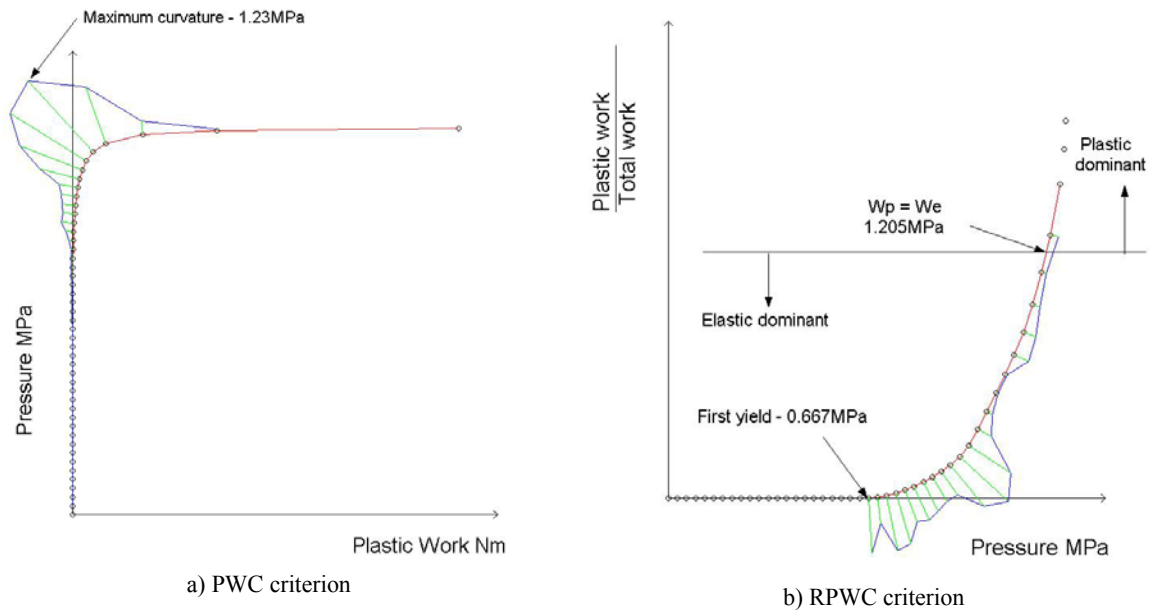 Maximum curvature - 1.23MPa
Pressure MPa
Plastic Work Nm
a) PWC criterion
Plastic work
Total work
Plastic
dominant
Wp = We
1.205MPa
Elastic dominant
First yield - 0.667MPa
Pressure MPa
b) RPWC criterion